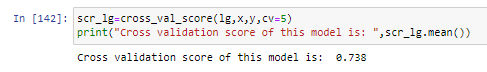 In [142]: scr_lg=cross_val_score(lg,x,y,cv=5)
print("Cross validation score of this model is: ",scr_lg.mean())
Cross validation score of this model is:  0.738